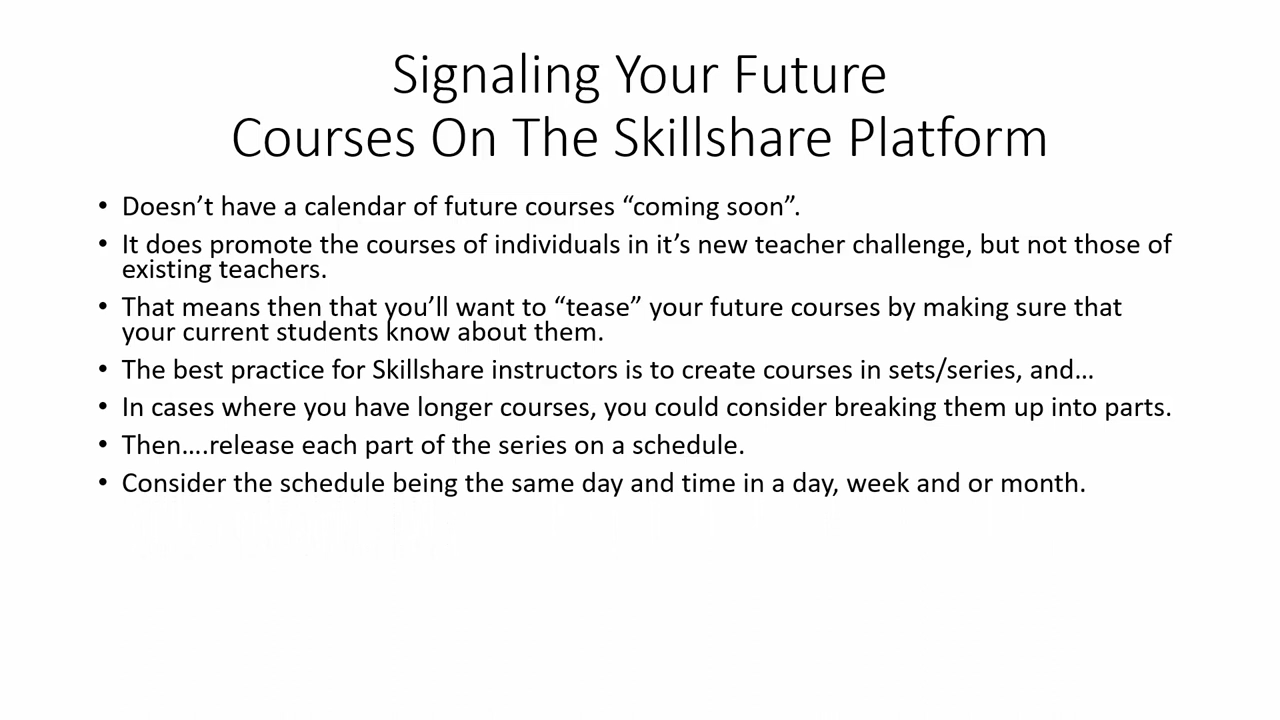 Signaling Your Future
Courses On The Skillshare Platform
• Doesn’t have a calendar of future courses “coming soon”.
• It does promote the courses of individuals in it’s new teacher challenge, but not those of
existing teachers.
• That means then that you’ll want to “tease” your future courses by making sure that
your current students know about them.
• The best practice for Skillshare instructors is to create courses in sets/series, and…
• In cases where you have longer courses, you could consider breaking them up into parts.
• Then….release each part of the series on a schedule.
• Consider the schedule being the same day and time in a day, week and or month.